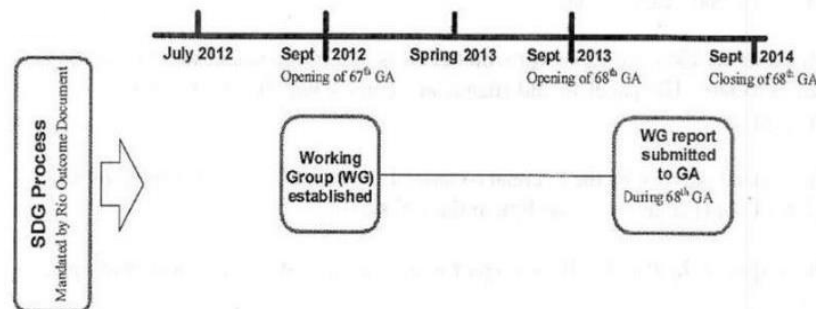 July 2012
Sept 2012
Opening of 67th GA
Spring 2013
Sept 2013
Opening of 68th GA
Sept 2014
Closing of 68th GA
SDG Process
Mandated by Rio Outcome Document
Working
Group (WG)
established
WG report
submitted
to GA
During 68th GA